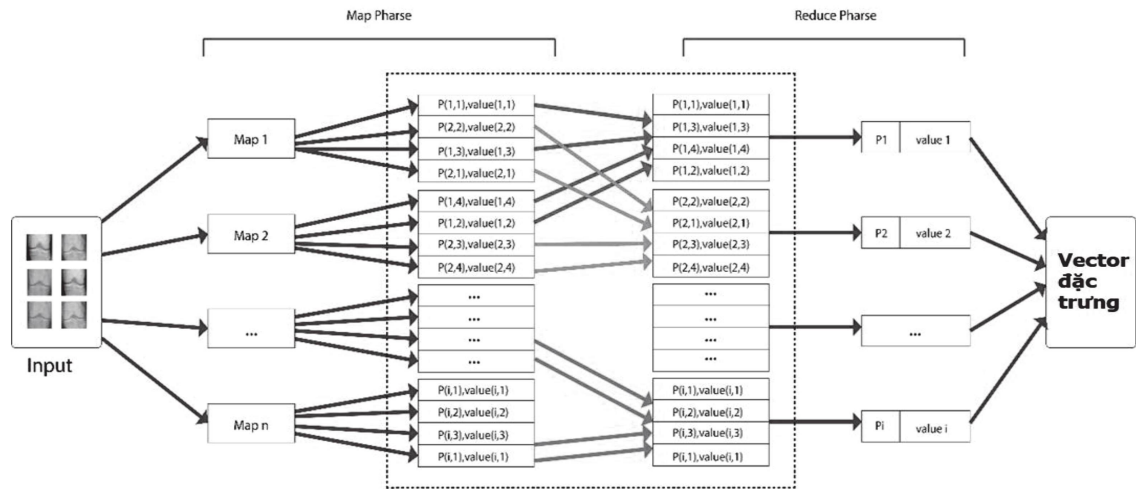 Map Pharse
Reduce Pharse
Input
Map 1
Map 2
...
Map n
P(1,1),value(1,1)
P(2,2),value(2,2)
P(1,3),value(1,3)
P(2,1),value(2,1)
P(1,4),value(1,4)
P(1,2),value(1,2)
P(2,3),value(2,3)
P(2,4),value(2,4)
...
...
...
...
P(i,1),value(i,1)
P(i,2),value(i,2)
P(i,3),value(i,3)
P(i,1),value(i,1)
P(1,1),value(1,1)
P(1,3),value(1,3)
P(1,4),value(1,4)
P(1,2),value(1,2)
P(2,2),value(2,2)
P(2,1),value(2,1)
P(2,3),value(2,3)
P(2,4),value(2,4)
...
...
...
...
P(i,1),value(i,1)
P(i,2),value(i,2)
P(i,3),value(i,3)
P(i,1),value(i,1)
P1 value 1
P2 value 2
...
Pi value i
Vector
đặc
trưng